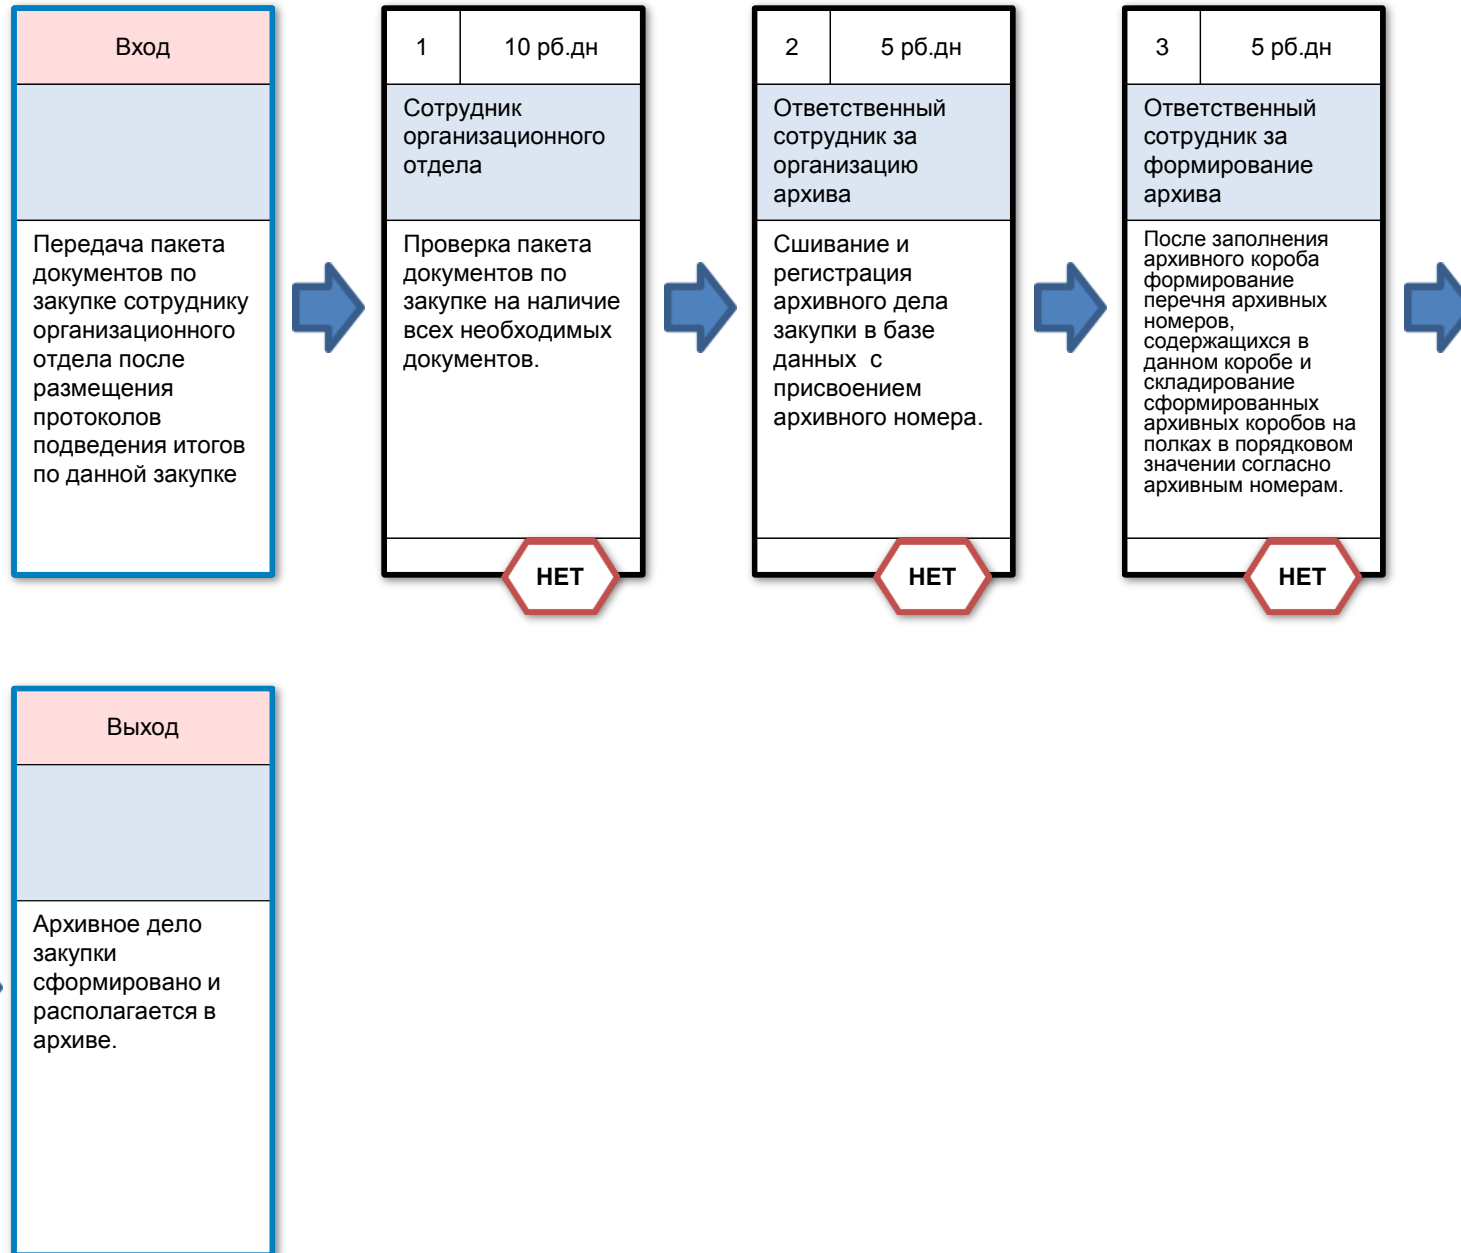 Вход
Передача пакета
документов по
закупке сотруднику
организационного
отдела после
размещения
протоколов
подведения итогов
по данной закупке
1
10 рб.дн
Сотрудник
организационного
отдела
Проверка пакета
документов по
закупке на наличие
всех необходимых
документов.
НЕТ
2
5 рб.дн
Ответственный
сотрудник за
организацию
архива
Сшивание и
регистрация
архивного дела
закупки в базе
данных с
присвоением
архивного номера.
НЕТ
3
5 рб.дн
Ответственный
сотрудник за
формирование
архива
После заполнения
архивного короба
формирование
перечня архивных
номеров,
содержащихся в
данном коробе и
складирование
сформированных
архивных коробов на
полках в порядковом
значении согласно
архивным номерам.
НЕТ
Выход
Архивное дело
закупки
сформировано и
располагается в
архиве.